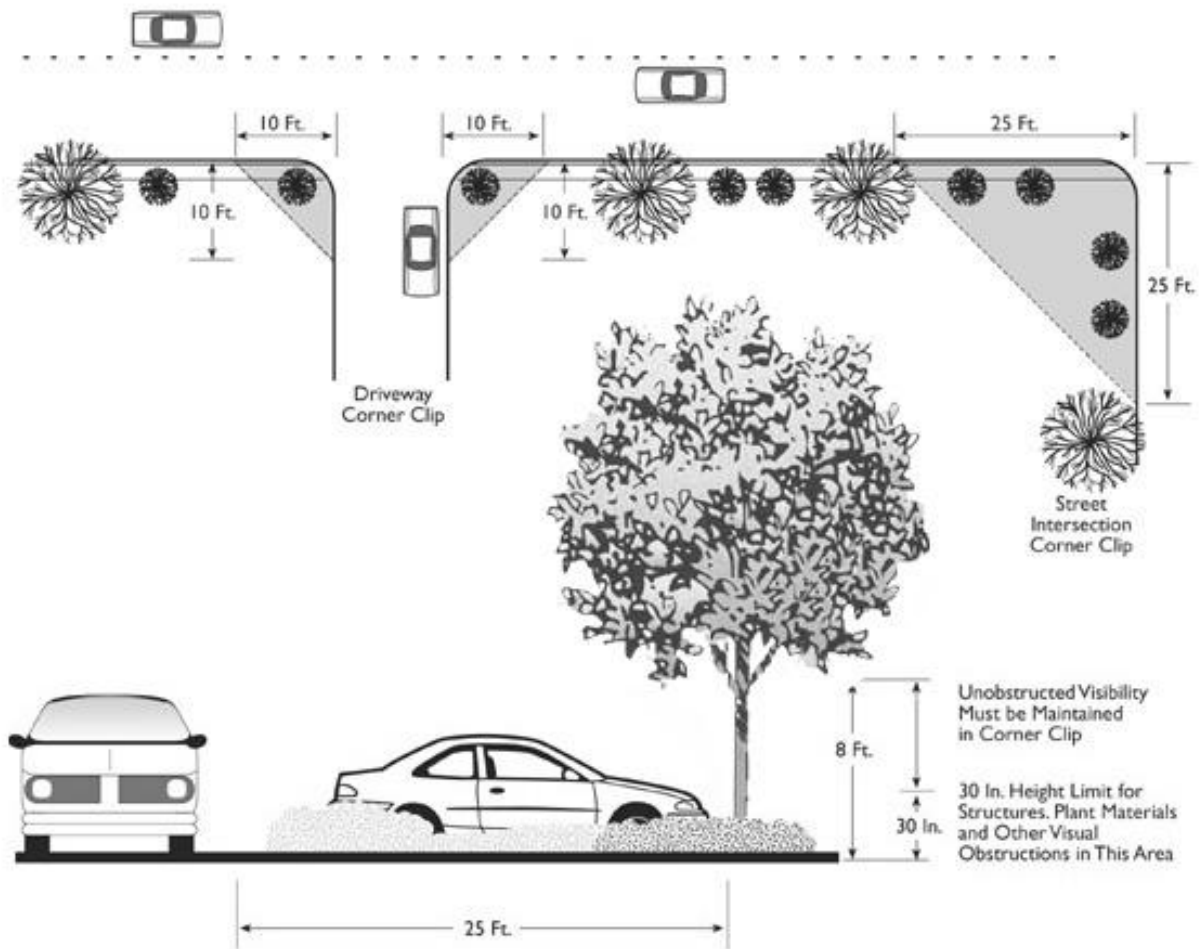 10 Ft.
10 Ft.
25 Ft.
10 Ft.
10 Ft.
25 Ft.
Driveway
Corner Clip
Street
Intersection
Corner Clip
Unobstructed Visibility
Must be Maintained
in Corner Clip
8 Ft.
30 In.
30 In. Height Limit for
Structures. Plant Materials
and Other Visual
Obstructions in This Area
25 Ft.